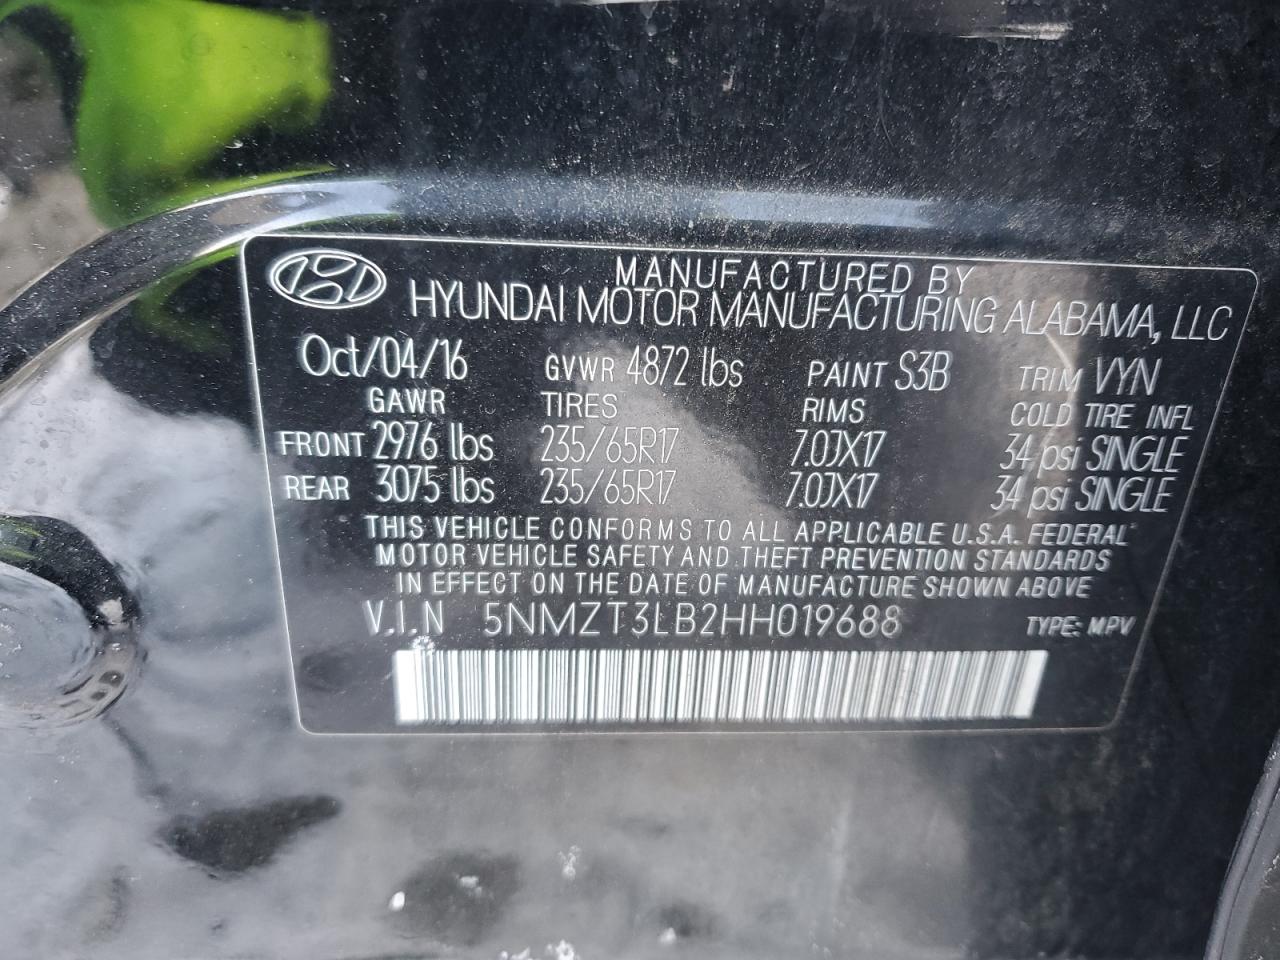 MANUFACTURED BY
HYUNDAI MOTOR MANUFACTURING ALABAMA, LLC
Oct/04/16 GVWR 4872 lbs PAINT S3B TRIM VYN
GAWR TIRES RIMS COLD TIRE INFL
FRONT 2976 lbs 235/65R17 7.0JX17 34 psi SINGLE
REAR 3075 lbs 235/65R17 7.0JX17 34 psi SINGLE
THIS VEHICLE CONFORMS TO ALL APPLICABLE U.S.A. FEDERAL
MOTOR VEHICLE SAFETY AND THEFT PREVENTION STANDARDS
IN EFFECT ON THE DATE OF MANUFACTURE SHOWN ABOVE
V.I.N 5NMZT3LB2HH019688 TYPE: MPV